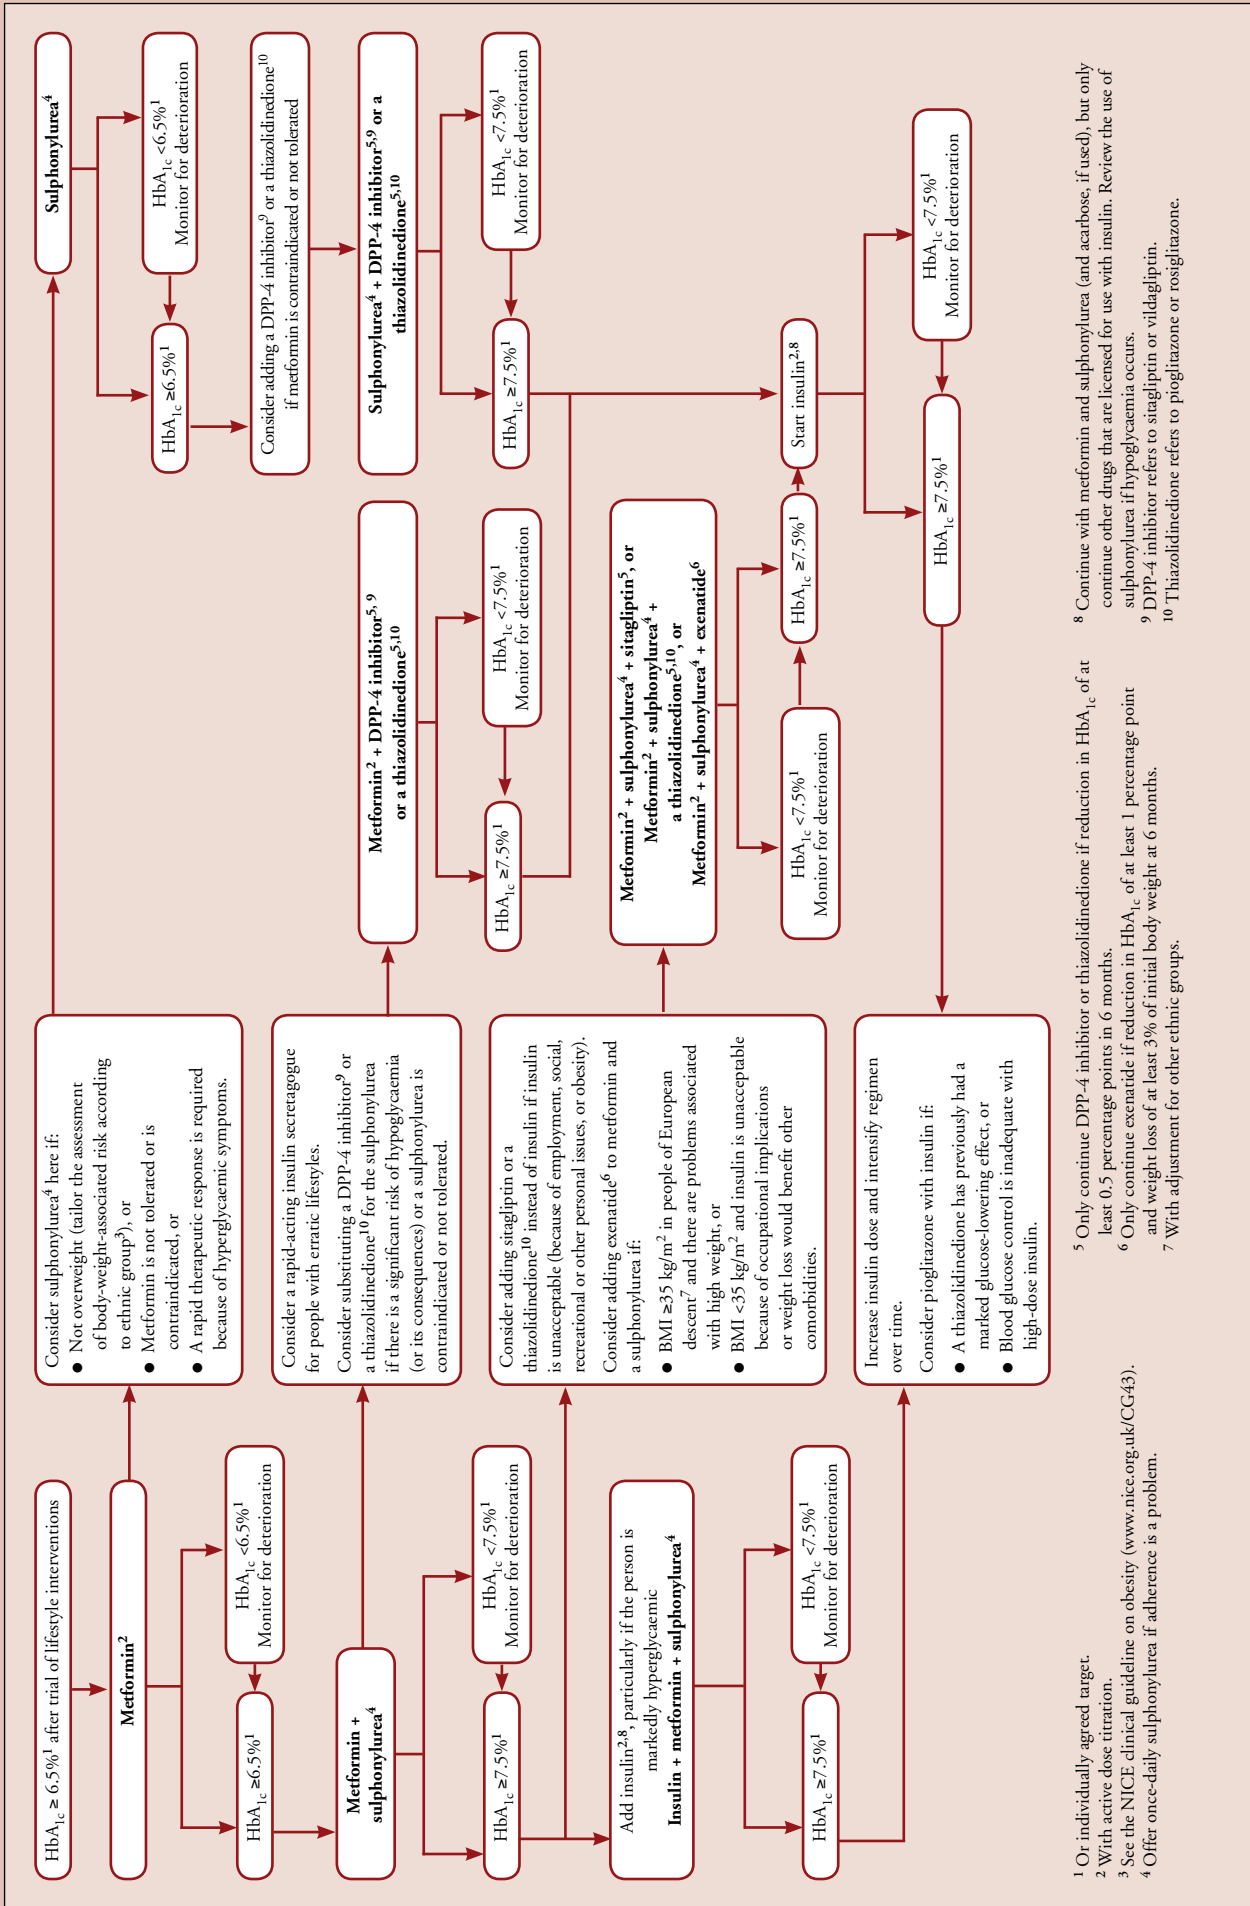 HbA1c ≥ 6.5%1 after trial of lifestyle interventions
Metformin2
HbA1c ≥6.5%1
HbA1c <6.5%1
Monitor for deterioration
Metformin +
sulphonylurea4
HbA1c ≥7.5%1
HbA1c <7.5%1
Monitor for deterioration
Add insulin2,8, particularly if the person is
markedly hyperglycaemic
Insulin + metformin + sulphonylurea4
HbA1c ≥7.5%1
HbA1c <7.5%1
Monitor for deterioration
Consider sulphonylurea4 here if:
● Not overweight (tailor the assessment
of body-weight-associated risk according
to ethnic group3), or
● Metformin is not tolerated or is
contraindicated, or
● A rapid therapeutic response is required
because of hyperglycaemic symptoms.
Consider a rapid-acting insulin secretagogue
for people with erratic lifestyles.
Consider substituting a DPP-4 inhibitor9 or
a thiazolidinedione10 for the sulphonylurea
if there is a significant risk of hypoglycaemia
(or its consequences) or a sulphonylurea is
contraindicated or not tolerated.
Consider adding sitagliptin or a
thiazolidinedione10 instead of insulin if insulin
is unacceptable (because of employment, social,
recreational or other personal issues, or obesity).
Consider adding exenatide6 to metformin and
a sulphonylurea if:
● BMI ≥35 kg/m2 in people of European
descent7 and there are problems associated
with high weight, or
● BMI <35 kg/m2 and insulin is unacceptable
because of occupational implications
or weight loss would benefit other
comorbidities.
Increase insulin dose and intensify regimen
over time.
Consider pioglitazone with insulin if:
● A thiazolidinedione has previously had a
marked glucose-lowering effect, or
● Blood glucose control is inadequate with
high-dose insulin.
Sulphonylurea4
HbA1c ≥6.5%1
HbA1c <6.5%1
Monitor for deterioration
Consider adding a DPP-4 inhibitor9 or a thiazolidinedione10
if metformin is contraindicated or not tolerated
Metformin2 + DPP-4 inhibitor5, 9
or a thiazolidinedione5,10
HbA1c ≥7.5%1
HbA1c <7.5%1
Monitor for deterioration
Sulphonylurea4 + DPP-4 inhibitor5,9 or a
thiazolidinedione5,10
HbA1c ≥7.5%1
HbA1c <7.5%1
Monitor for deterioration
Metformin2 + sulphonylurea4 + sitagliptin5, or
Metformin2 + sulphonylurea4 +
a thiazolidinedione5,10, or
Metformin2 + sulphonylurea4 + exenatide6
HbA1c <7.5%1
Monitor for deterioration
HbA1c ≥7.5%1
Start insulin2,8
HbA1c ≥7.5%1
HbA1c <7.5%1
Monitor for deterioration
1 Or individually agreed target.
2 With active dose titration.
3 See the NICE clinical guideline on obesity (www.nice.org.uk/CG43).
4 Offer once-daily sulphonylurea if adherence is a problem.
5 Only continue DPP-4 inhibitor or thiazolidinedione if reduction in HbA1c of at
least 0.5 percentage points in 6 months.
6 Only continue exenatide if reduction in HbA1c of at least 1 percentage point
and weight loss of at least 3% of initial body weight at 6 months.
7 With adjustment for other ethnic groups.
8 Continue with metformin and sulphonylurea (and acarbose, if used), but only
continue other drugs that are licensed for use with insulin. Review the use of
sulphonylurea if hypoglycaemia occurs.
9 DPP-4 inhibitor refers to sitagliptin or vildagliptin.
10 Thiazolidinedione refers to pioglitazone or rosiglitazone.